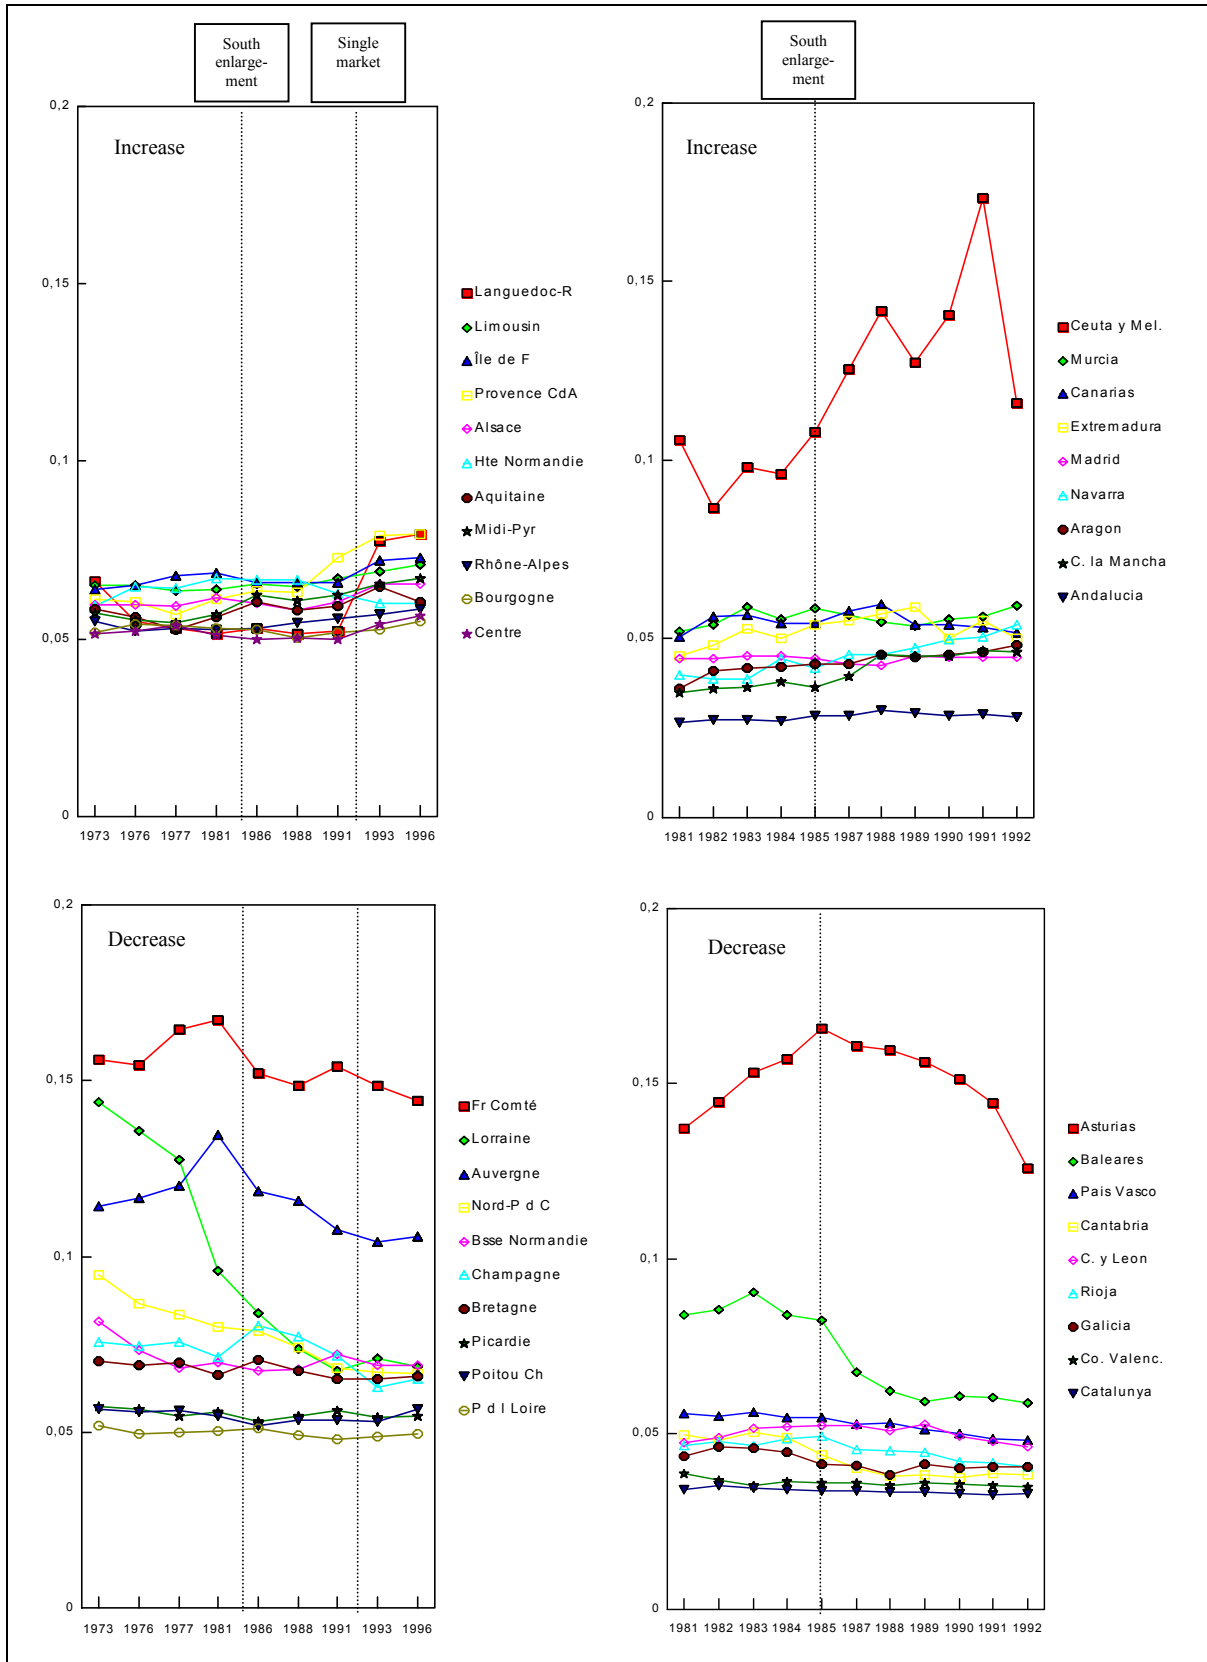 South
enlarge-
ment
Single
market
South
enlarge-
ment
0,2
Increase
0,15
0,1
0,05
0
1973 1976 1977 1981 1986 1988 1991 1993 1996
Languedoc-R
Limousin
Île de F
Provence CdA
Alsace
Hte Normandie
Aquitaine
Midi-Pyr
Rhône-Alpes
Bourgogne
Centre
0,2
Increase
0,15
0,1
0,05
0
1981 1982 1983 1984 1985 1987 1988 1989 1990 1991 1992
Ceuta y Mel.
Murcia
Canarias
Extremadura
Madrid
Navarra
Aragon
C. la Mancha
Andalucia
0,2
Decrease
0,15
0,1
0,05
0
1973 1976 1977 1981 1986 1988 1991 1993 1996
Fr Comté
Lorraine
Auvergne
Nord-P d C
Bsse Normandie
Champagne
Bretagne
Picardie
Poitou Ch
P d l Loire
0,2
Decrease
0,15
0,1
0,05
0
1981 1982 1983 1984 1985 1987 1988 1989 1990 1991 1992
Asturias
Baleares
Pais Vasco
Cantabria
C. y Leon
Rioja
Galicia
Co. Valenc.
Catalunya